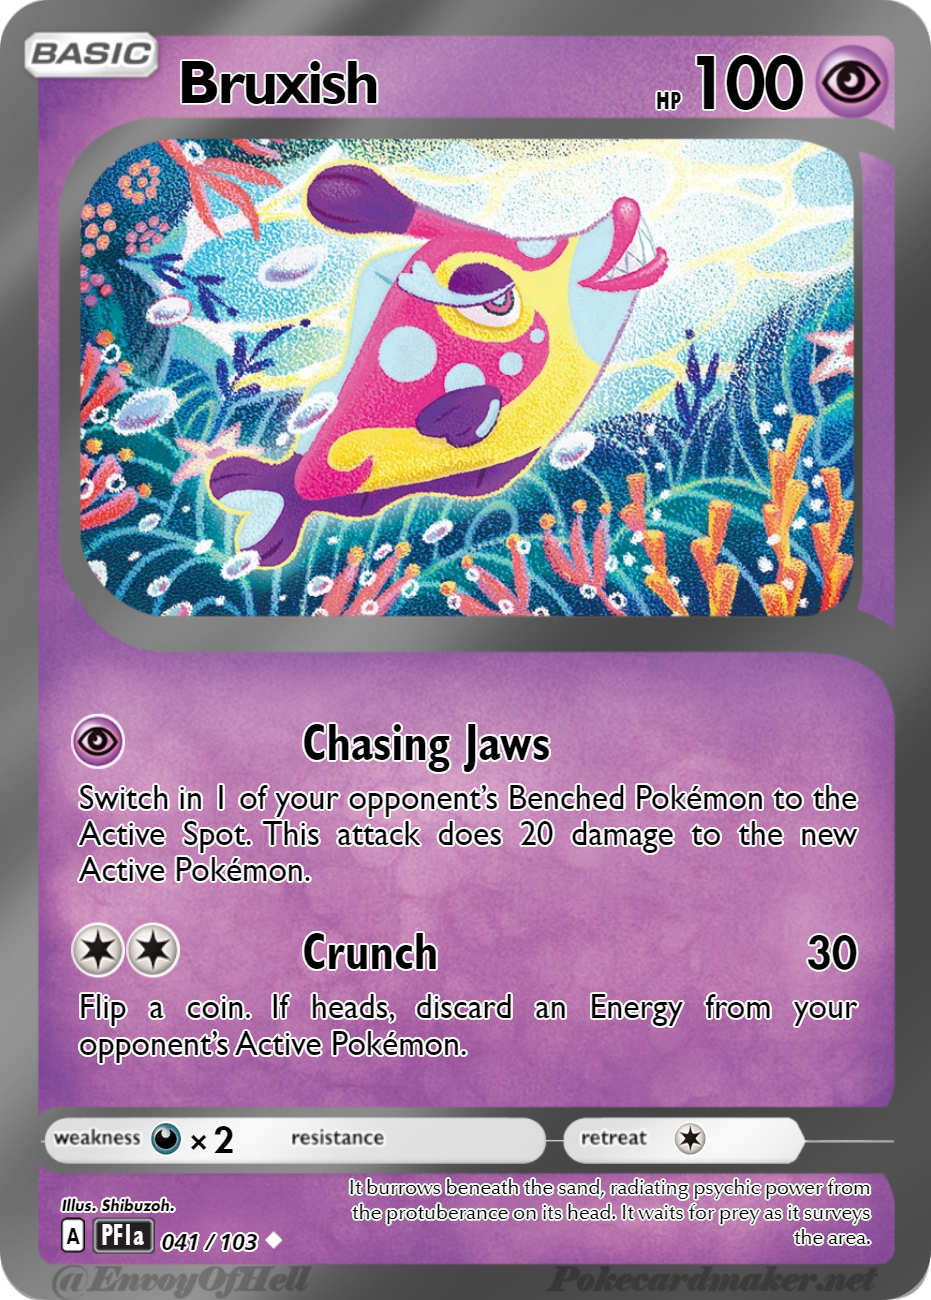 BASIC
Bruxish
HP 100
Chasing Jaws
Switch in 1 of your opponent's Benched Pokémon to the
Active Spot. This attack does 20 damage to the new
Active Pokémon.
Crunch 30
Flip a coin. If heads, discard an Energy from your
opponent's Active Pokémon.
weakness × 2 resistance retreat
It burrows beneath the sand, radiating psychic power from
the protuberance on its head. It waits for prey as it surveys
the area.
Illus. Shibuzoh.
A PF1a 041 / 103
@EnvoyOfHell Pokecardmaker.net